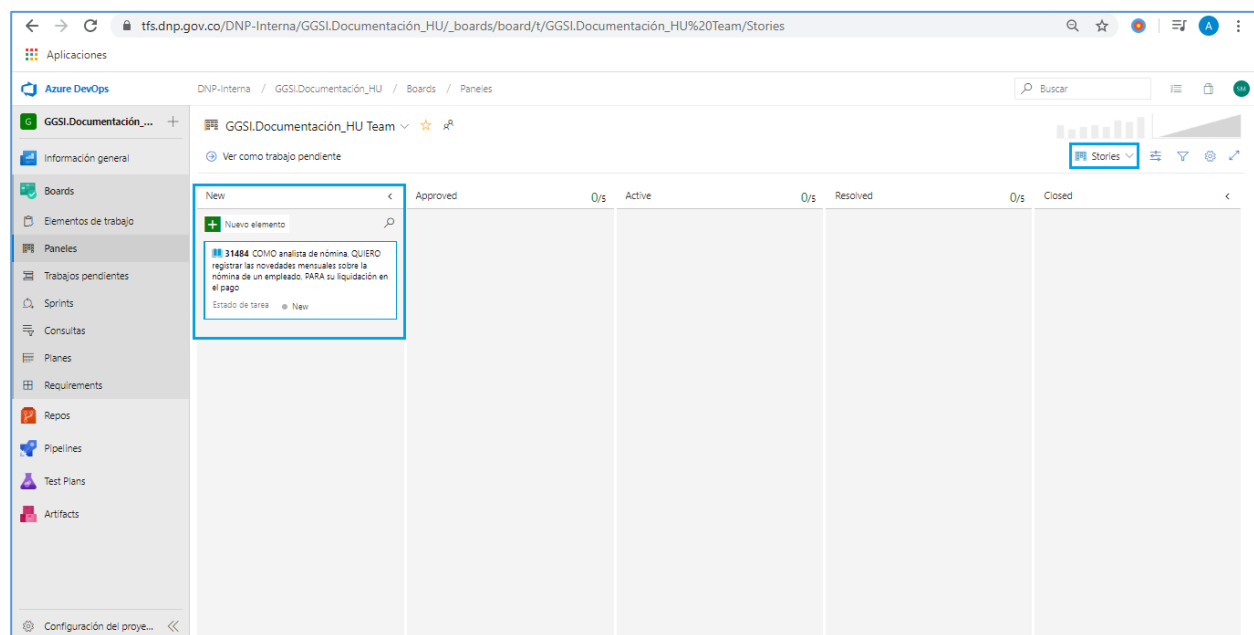 tfs.dnp.gov.co/DNP-Interna/GGSI.Documentación_HU/_boards/board/t/GGSI.Documentación_HU%20Team/Stories
A
Aplicaciones
Azure DevOps
DNP-Interna / GGSI.Documentación_HU / Boards / Paneles
Buscar
SM
G GGSI.Documentación_...
GGSI.Documentación_HU Team
Información general
Ver como trabajo pendiente
Stories
Boards
Elementos de trabajo
Paneles
Trabajos pendientes
Sprints
Consultas
Planes
Requirements
Repos
Pipelines
Test Plans
Artifacts
Configuración del proye...
New
Approved 0/5
Active 0/5
Resolved 0/5
Closed
Nuevo elemento
31484 COMO analista de nómina. QUIERO
registrar las novedades mensuales sobre la
nómina de un empleado. PARA su liquidación en
el pago
Estado de tarea New